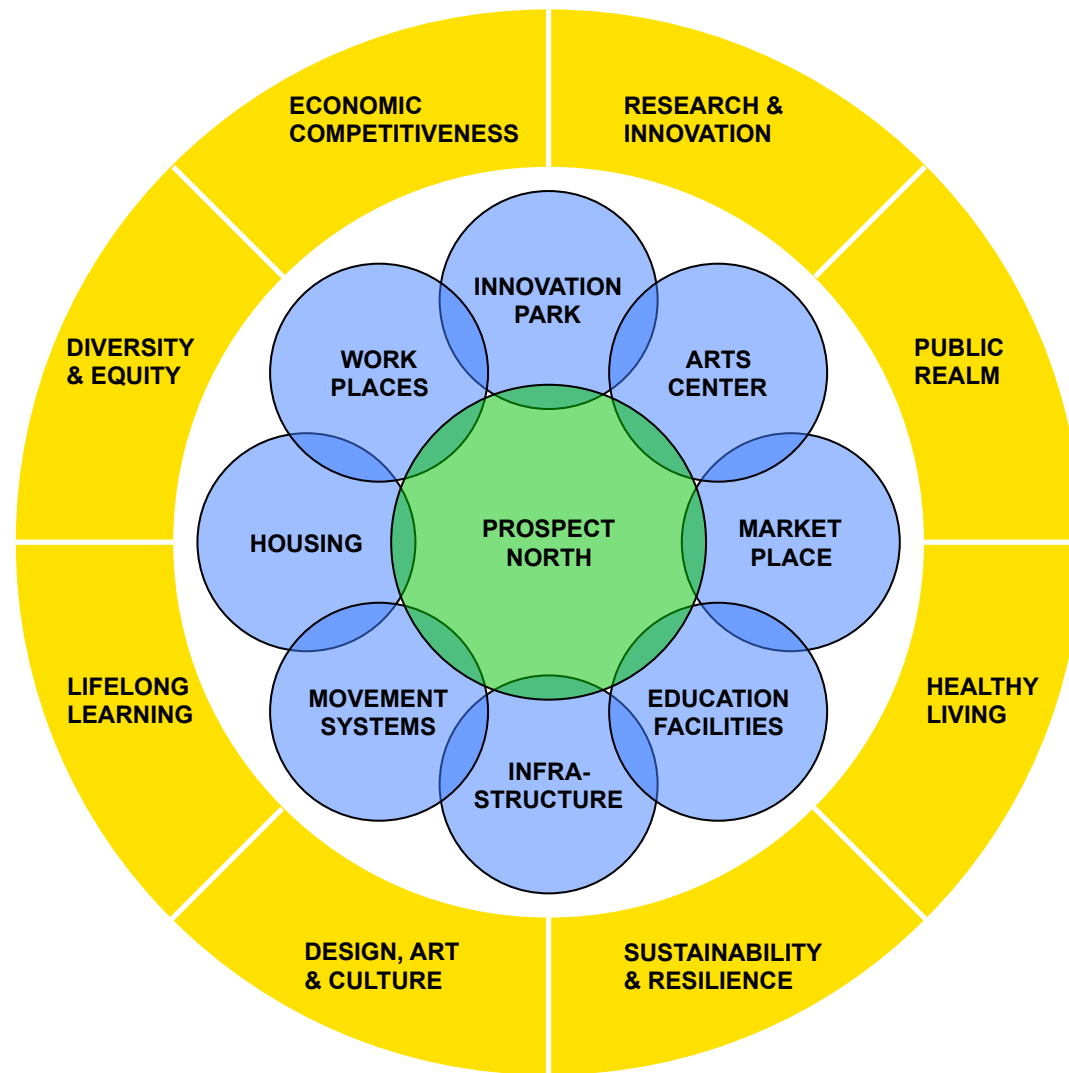 ECONOMIC
COMPETITIVENESS
RESEARCH &
INNOVATION
DIVERSITY
& EQUITY
PUBLIC
REALM
INNOVATION
PARK
WORK
PLACES
ARTS
CENTER
HOUSING
PROSPECT
NORTH
MARKET
PLACE
LIFELONG
LEARNING
MOVEMENT
SYSTEMS
EDUCATION
FACILITIES
HEALTHY
LIVING
INFRA-
STRUCTURE
DESIGN, ART
& CULTURE
SUSTAINABILITY
& RESILIENCE